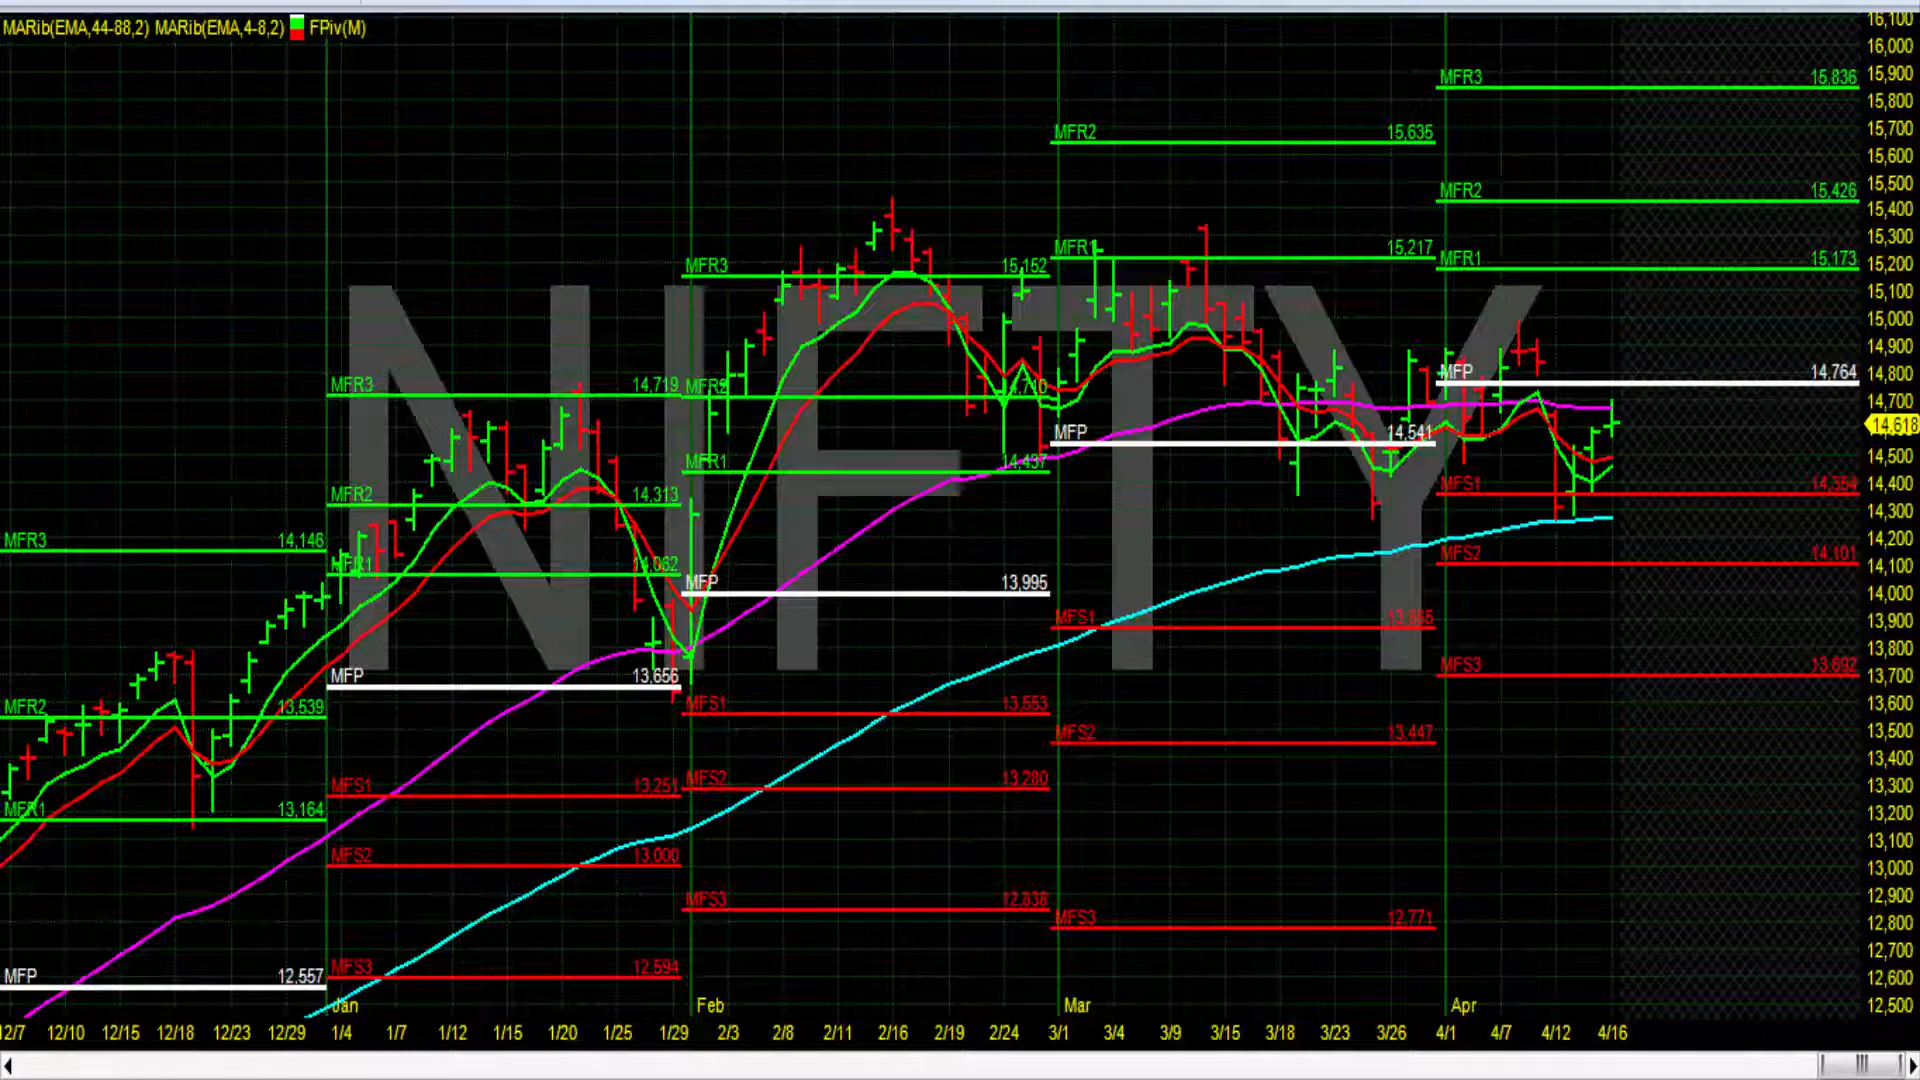 MARib(EMA,44-88,2) MARib(EMA,4-8,2) FPiv(M)
NIFTY
16,100
16,000
15,900
15,800
15,700
15,600
15,500
15,400
15,300
15,200
15,100
15,000
14,900
14,800
14,700
14,618
14,500
14,400
14,300
14,200
14,100
14,000
13,900
13,800
13,700
13,600
13,500
13,400
13,300
13,200
13,100
13,000
12,900
12,800
12,700
12,600
12,500
MFR3 14,146
MFR2 13,539
MFR1 13,164
MFP 12,557
MFR3 14,719
MFR2 14,313
MFR1 14,062
MFP 13,656
MFS1 13,251
MFS2 13,000
MFS3 12,594
MFR3 15,152
MFR2 14,710
MFR1 14,437
MFP 13,995
MFS1 13,553
MFS2 13,280
MFS3 12,838
MFR2 15,635
MFR1 15,217
MFP 14,541
MFS1 13,865
MFS2 13,447
MFS3 12,771
MFR3 15,836
MFR2 15,426
MFR1 15,173
MFP 14,764
MFS1 14,354
MFS2 14,101
MFS3 13,692
Jan Feb Mar Apr
12/7 12/10 12/15 12/18 12/23 12/29 1/4 1/7 1/12 1/15 1/20 1/25 1/29 2/3 2/8 2/11 2/16 2/19 2/24 3/1 3/4 3/9 3/15 3/18 3/23 3/26 4/1 4/7 4/12 4/16